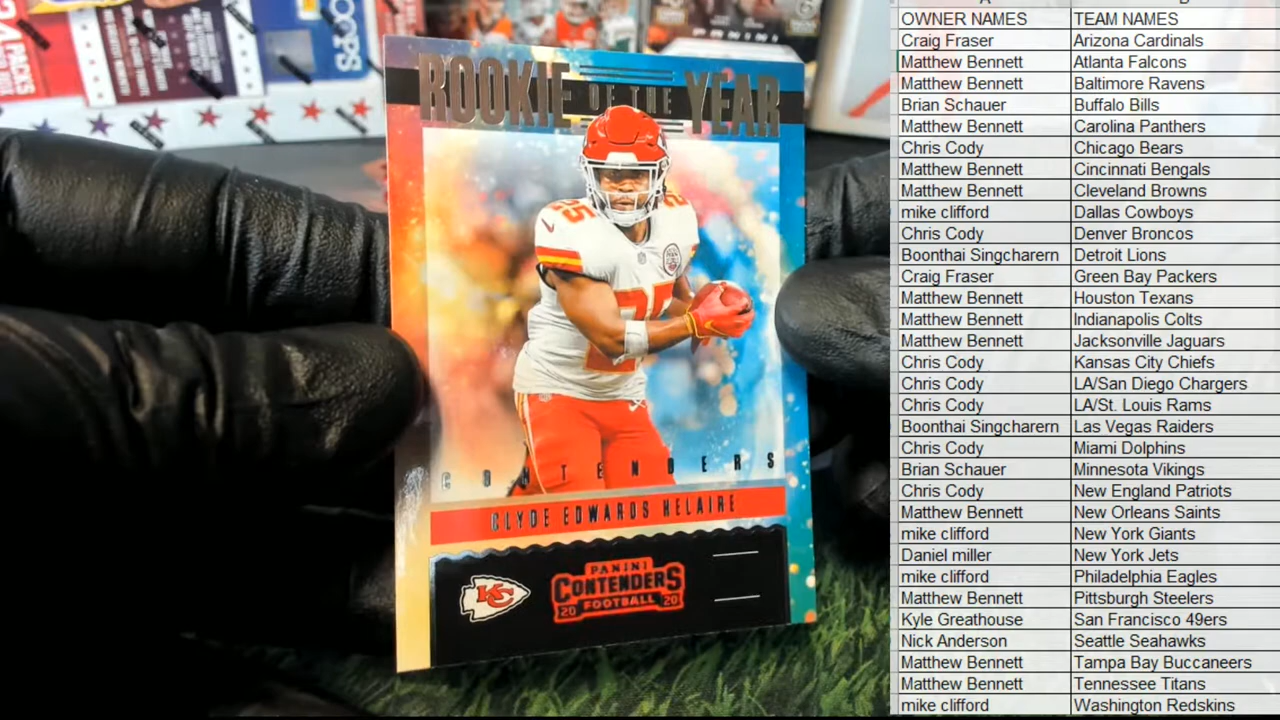 PACKS
ROOKIE OF THE YEAR
25
25
CONTENDERS
CLYDE EDWARDS HELAIRE
KC
PANINI
CONTENDERS
20 FOOTBALL 20
OWNER NAMES TEAM NAMES
Craig Fraser Arizona Cardinals
Matthew Bennett Atlanta Falcons
Matthew Bennett Baltimore Ravens
Brian Schauer Buffalo Bills
Matthew Bennett Carolina Panthers
Chris Cody Chicago Bears
Matthew Bennett Cincinnati Bengals
Matthew Bennett Cleveland Browns
mike clifford Dallas Cowboys
Chris Cody Denver Broncos
Boonthai Singcharern Detroit Lions
Craig Fraser Green Bay Packers
Matthew Bennett Houston Texans
Matthew Bennett Indianapolis Colts
Matthew Bennett Jacksonville Jaguars
Chris Cody Kansas City Chiefs
Chris Cody LA/San Diego Chargers
Chris Cody LA/St. Louis Rams
Boonthai Singcharern Las Vegas Raiders
Chris Cody Miami Dolphins
Brian Schauer Minnesota Vikings
Chris Cody New England Patriots
Matthew Bennett New Orleans Saints
mike clifford New York Giants
Daniel miller New York Jets
mike clifford Philadelphia Eagles
Matthew Bennett Pittsburgh Steelers
Kyle Greathouse San Francisco 49ers
Nick Anderson Seattle Seahawks
Matthew Bennett Tampa Bay Buccaneers
Matthew Bennett Tennessee Titans
mike clifford Washington Redskins